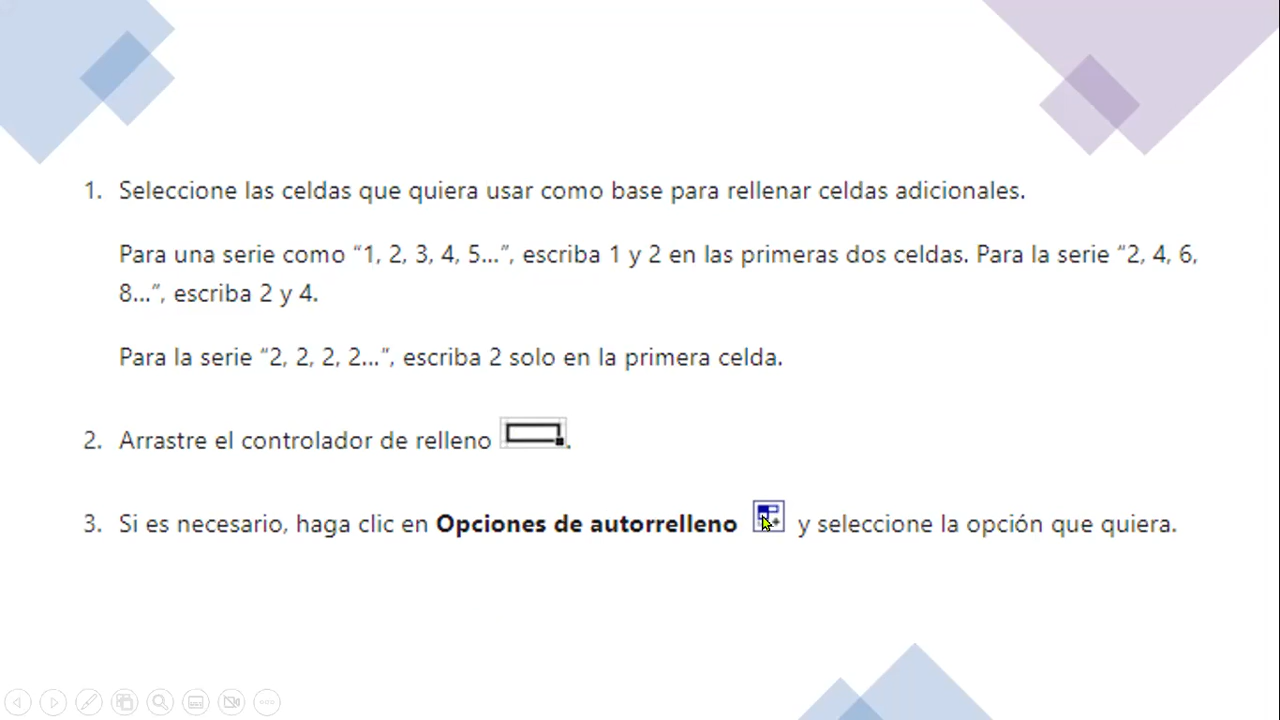 1. Seleccione las celdas que quiera usar como base para rellenar celdas adicionales.
Para una serie como “1, 2, 3, 4, 5...”, escriba 1 y 2 en las primeras dos celdas. Para la serie “2, 4, 6,
8...”, escriba 2 y 4.
Para la serie “2, 2, 2, 2...”, escriba 2 solo en la primera celda.
2. Arrastre el controlador de relleno .
3. Si es necesario, haga clic en Opciones de autorrelleno y seleccione la opción que quiera.